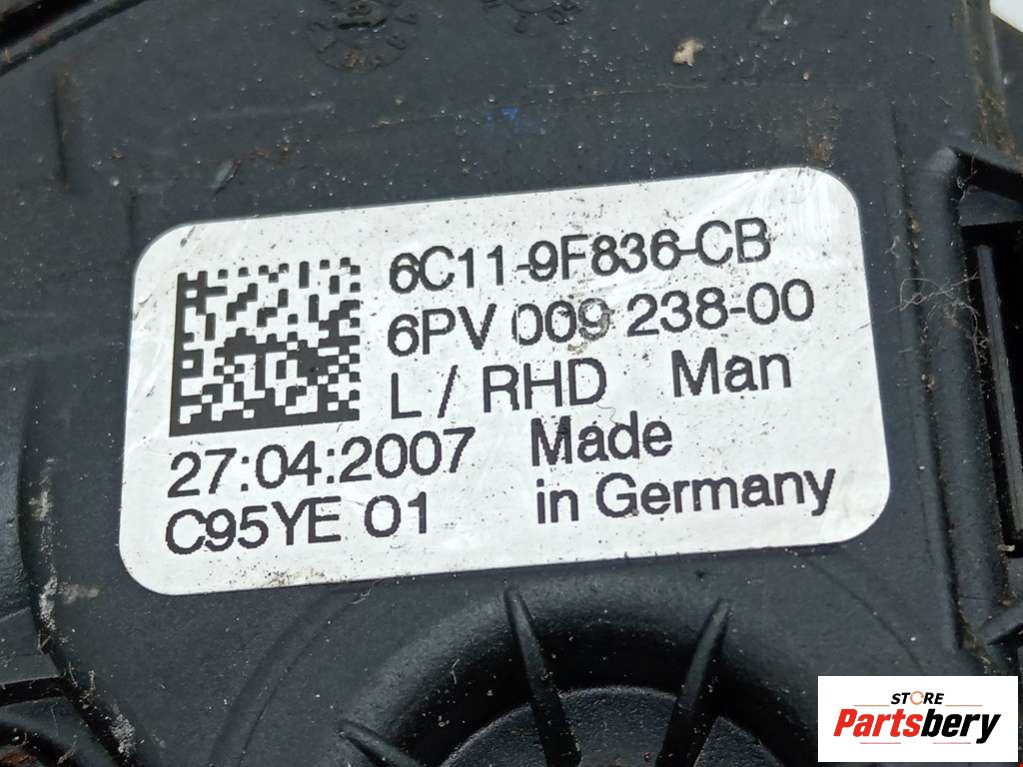 6C11-9F836-CB
6PV 009 238-00
L / RHD Man
27:04:2007 Made
C95YE 01 in Germany
STORE
Partsbery